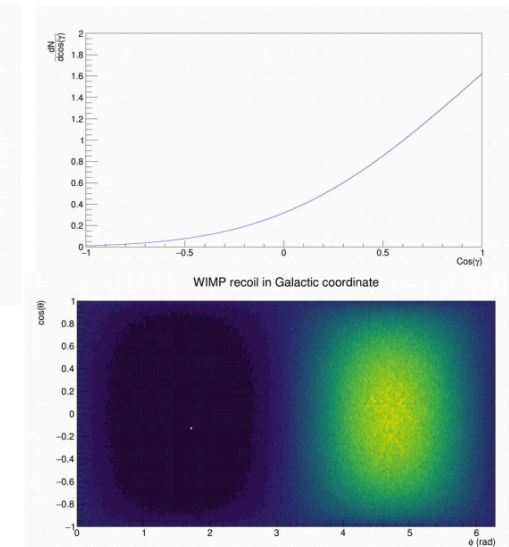 dN
dcos(γ)
2
1.8
1.6
1.4
1.2
1
0.8
0.6
0.4
0.2
0
-1 -0.5 0 0.5 1
Cos(γ)
WIMP recoil in Galactic coordinate
cos(θ)
1
0.8
0.6
0.4
0.2
0
-0.2
-0.4
-0.6
-0.8
-1
0 1 2 3 4 5 6
ϕ (rad)